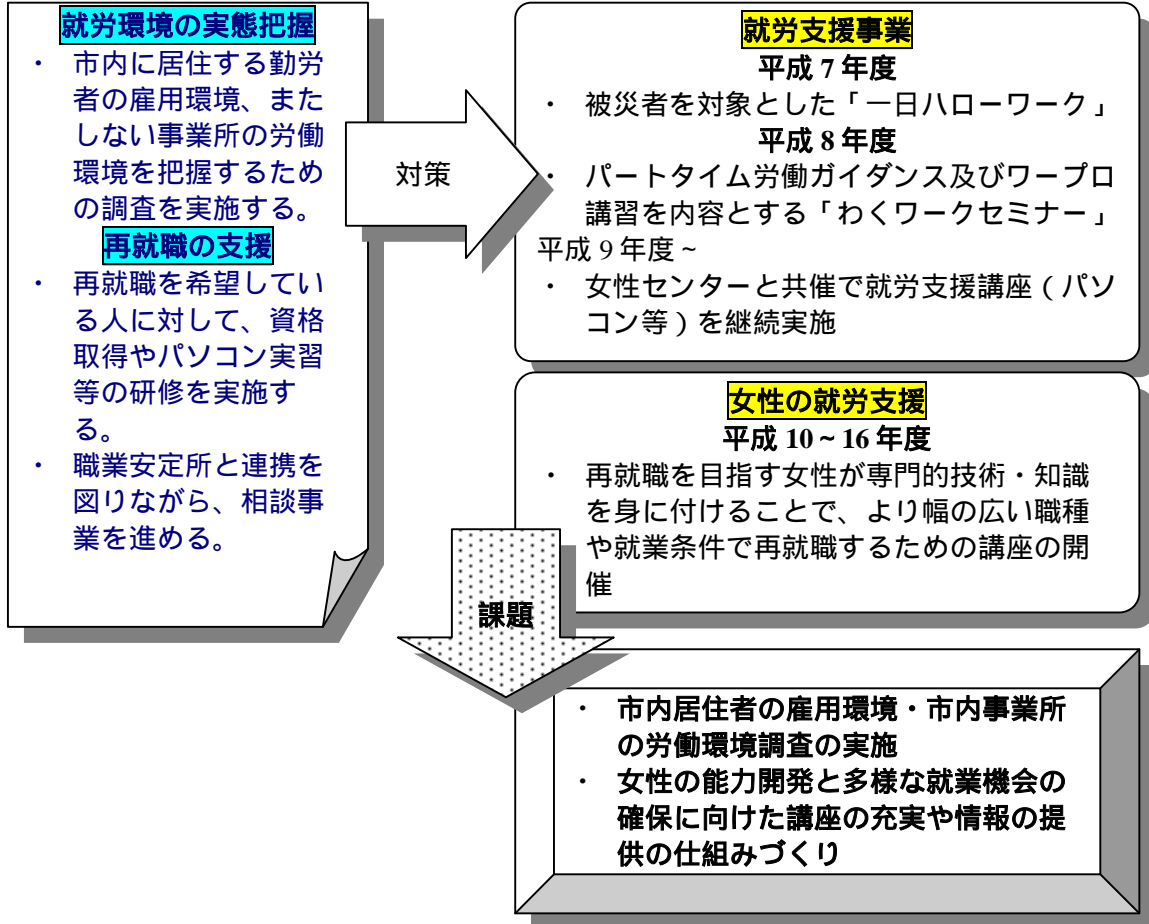 就労環境の実態把握
・ 市内に居住する勤労
者の雇用環境、また
しない事業所の労働
環境を把握するため
の調査を実施する。
再就職の支援
・ 再就職を希望してい
る人に対して、資格
取得やパソコン実習
等の研修を実施す
る。
・ 職業安定所と連携を
図りながら、相談事
業を進める。
対策
就労支援事業
平成 7 年度
・ 被災者を対象とした「一日ハローワーク」
平成 8 年度
・ パートタイム労働ガイダンス及びワープロ
講習を内容とする「わくワークセミナー」
平成 9 年度~
・ 女性センターと共催で就労支援講座(パソ
コン等)を継続実施
女性の就労支援
平成 10~16 年度
・ 再就職を目指す女性が専門的技術・知識
を身に付けることで、より幅の広い職種
や就業条件で再就職するための講座の開
催
課題
・ 市内居住者の雇用環境・市内事業所
の労働環境調査の実施
・ 女性の能力開発と多様な就業機会の
確保に向けた講座の充実や情報の提
供の仕組みづくり